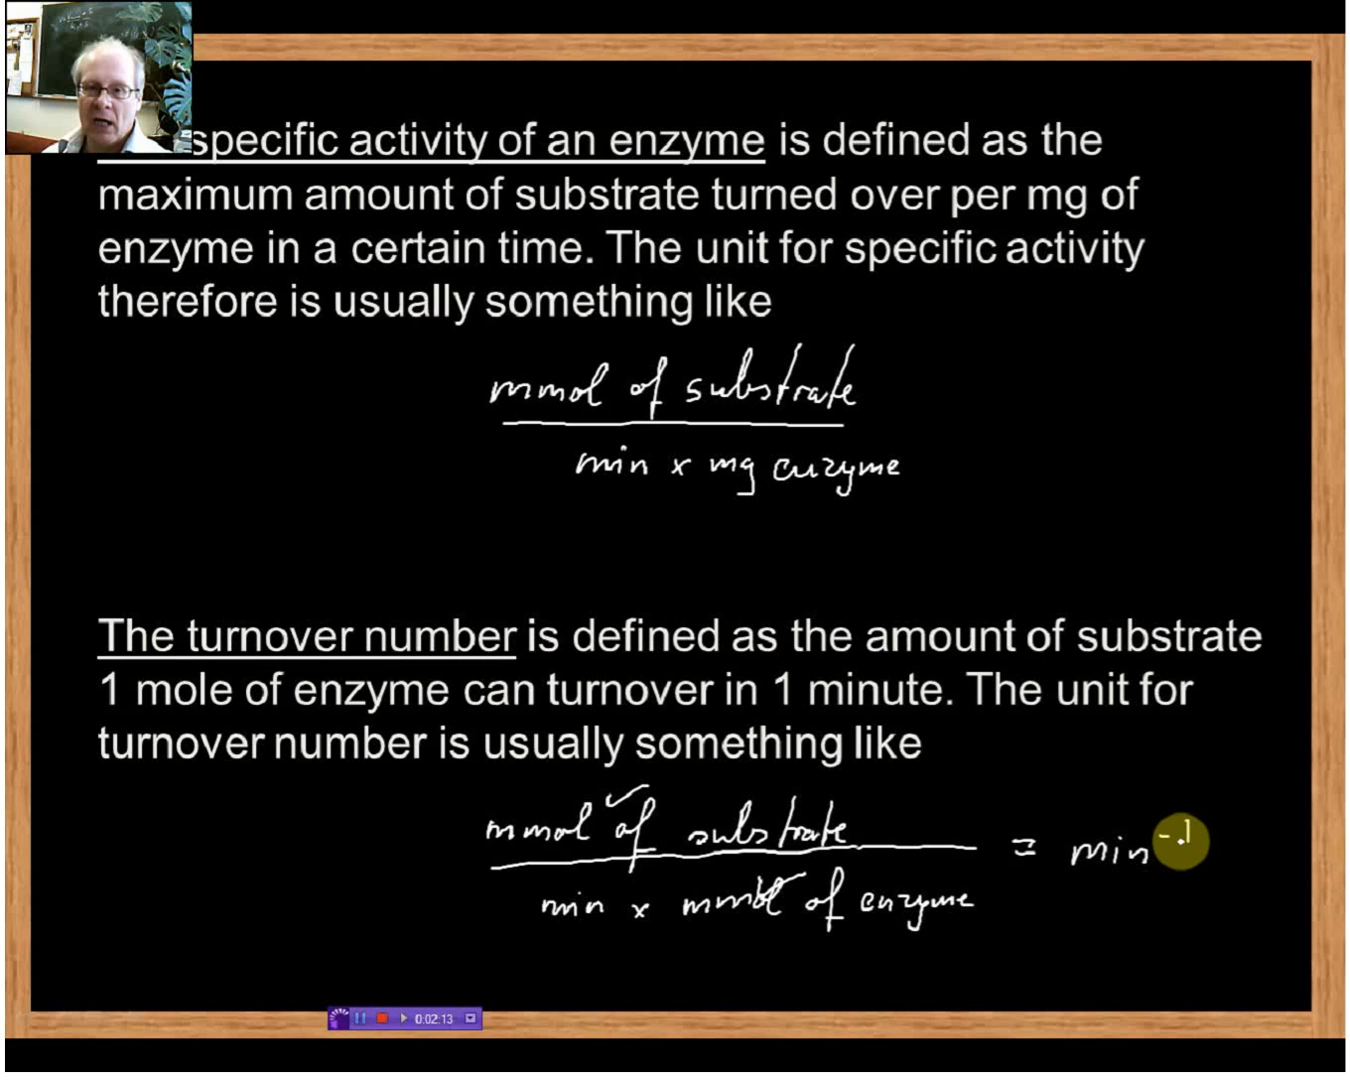 specific activity of an enzyme is defined as the
maximum amount of substrate turned over per mg of
enzyme in a certain time. The unit for specific activity
therefore is usually something like
mmol of substrate
min x mg enzyme
The turnover number is defined as the amount of substrate
1 mole of enzyme can turnover in 1 minute. The unit for
turnover number is usually something like
mmol of substrate
= min⁻¹
min x mmol of enzyme
0:02:13